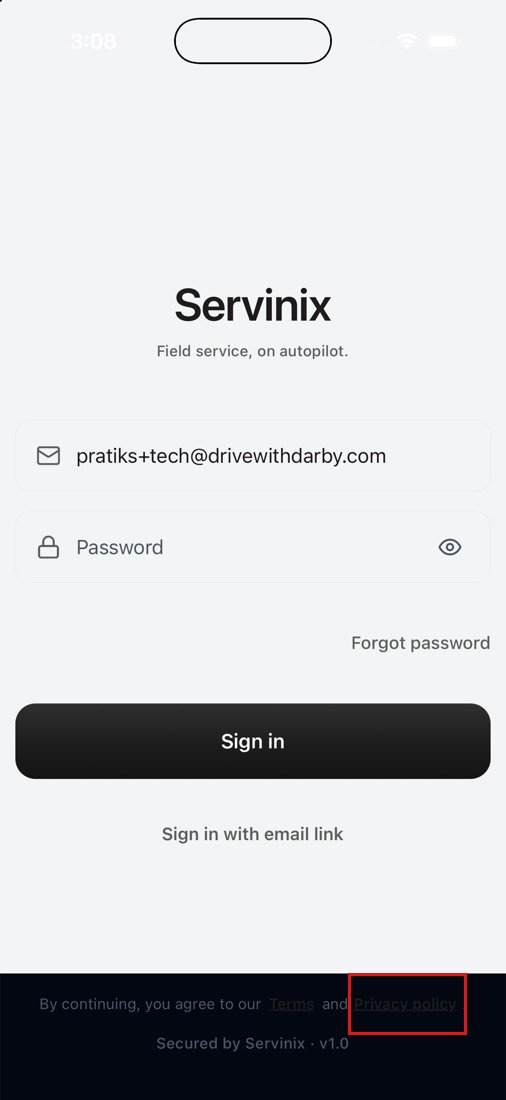 3:08
Servinix
Field service, on autopilot.
pratiks+tech@drivewithdarby.com
Password
Forgot password
Sign in
Sign in with email link
By continuing, you agree to our Terms and Privacy policy.
Secured by Servinix · v1.0